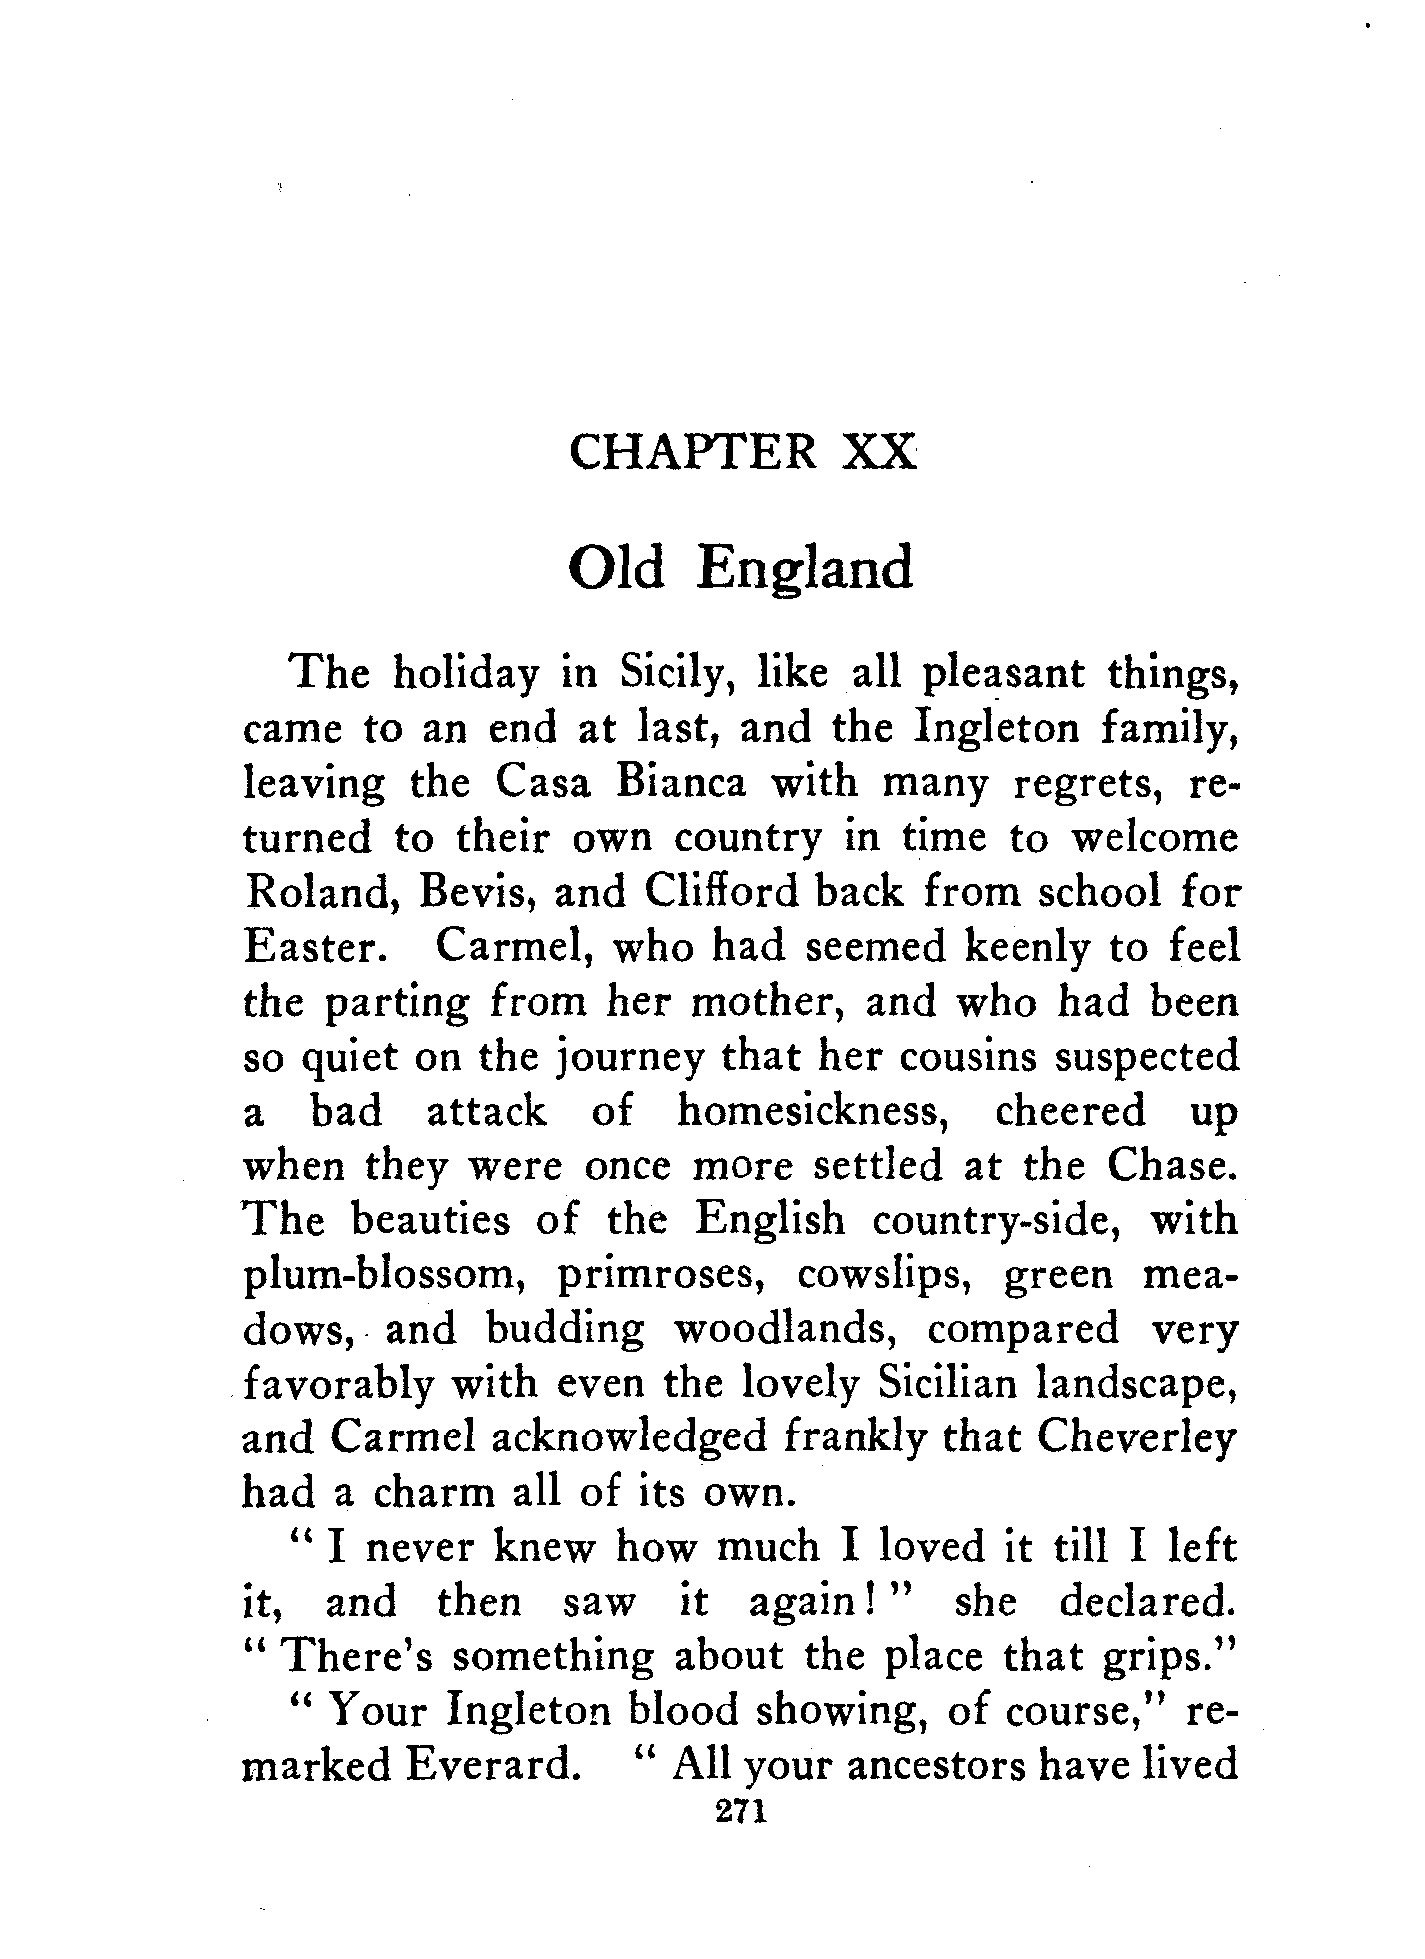 CHAPTER XX
Old England
The holiday in Sicily, like all pleasant things,
came to an end at last, and the Ingleton family,
leaving the Casa Bianca with many regrets, re-
turned to their own country in time to welcome
Roland, Bevis, and Clifford back from school for
Easter. Carmel, who had seemed keenly to feel
the parting from her mother, and who had been
so quiet on the journey that her cousins suspected
a bad attack of homesickness, cheered up
when they were once more settled at the Chase.
The beauties of the English country-side, with
plum-blossom, primroses, cowslips, green mea-
dows, and budding woodlands, compared very
favorably with even the lovely Sicilian landscape,
and Carmel acknowledged frankly that Cheverley
had a charm all of its own.
“ I never knew how much I loved it till I left
it, and then saw it again! ” she declared.
“ There's something about the place that grips.”
“ Your Ingleton blood showing, of course,” re-
marked Everard. “ All your ancestors have lived
271